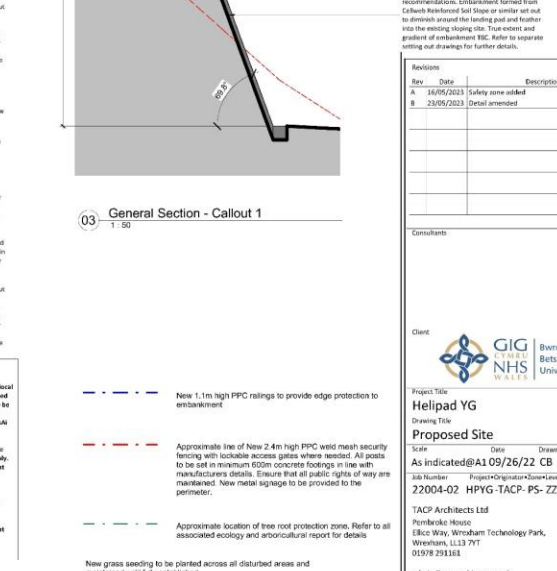 recommendations. Embankment formed from
Cellweb Reinforced Soil Slope or similar set out
to diminish around the landing pad and feather
into the existing sloping site. True extent and
gradient of embankment TBC. Refer to separate
setting out drawings for further details.
69.8°
03 General Section - Callout 1
1 : 50
Revisions
Rev Date Description
A 16/05/2023 Safety zone added
B 23/05/2023 Detail amended
Consultants
Client
GIG
CYMRU
NHS
WALES
New 1.1m high PPC railings to provide edge protection to
embankment
Approximate line of New 2.4m high PPC weld mesh security
fencing with lockable access gates where needed. All posts
to be set in minimum 600m concrete footings in line with
manufacturers details. Ensure that all public rights of way are
maintained. New metal signage to be provided to the
perimeter.
Approximate location of tree root protection zone. Refer to all
associated ecology and arboricultural report for details
New grass seeding to be planted across all disturbed areas and
Project Title
Helipad YG
Drawing Title
Proposed Site
Scale Date Drawn
As indicated@A1 09/26/22 CB
Job Number Project•Originator•Zone•Level
22004-02 HPYG-TACP- PS- ZZ
TACP Architects Ltd
Pembroke House
Ellice Way, Wrexham Technology Park,
Wrexham, LL13 7YT
01978 291161